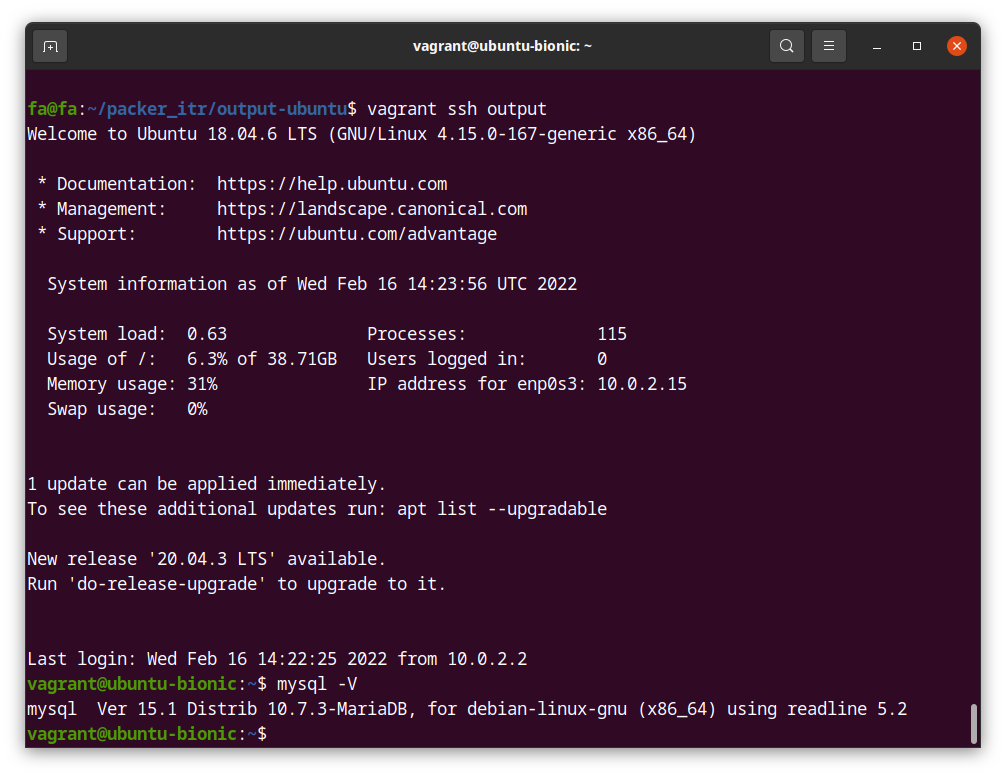 vagrant@ubuntu-bionic: ~
fa@fa:~/packer_itr/output-ubuntu$ vagrant ssh output
Welcome to Ubuntu 18.04.6 LTS (GNU/Linux 4.15.0-167-generic x86_64)
* Documentation:  https://help.ubuntu.com
* Management:     https://landscape.canonical.com
* Support:        https://ubuntu.com/advantage
System information as of Wed Feb 16 14:23:56 UTC 2022
System load:  0.63              Processes:             115
Usage of /:   6.3% of 38.71GB   Users logged in:       0
Memory usage: 31%               IP address for enp0s3: 10.0.2.15
Swap usage:   0%
1 update can be applied immediately.
To see these additional updates run: apt list --upgradable
New release '20.04.3 LTS' available.
Run 'do-release-upgrade' to upgrade to it.
Last login: Wed Feb 16 14:22:25 2022 from 10.0.2.2
vagrant@ubuntu-bionic:~$ mysql -V
mysql  Ver 15.1 Distrib 10.7.3-MariaDB, for debian-linux-gnu (x86_64) using readline 5.2
vagrant@ubuntu-bionic:~$